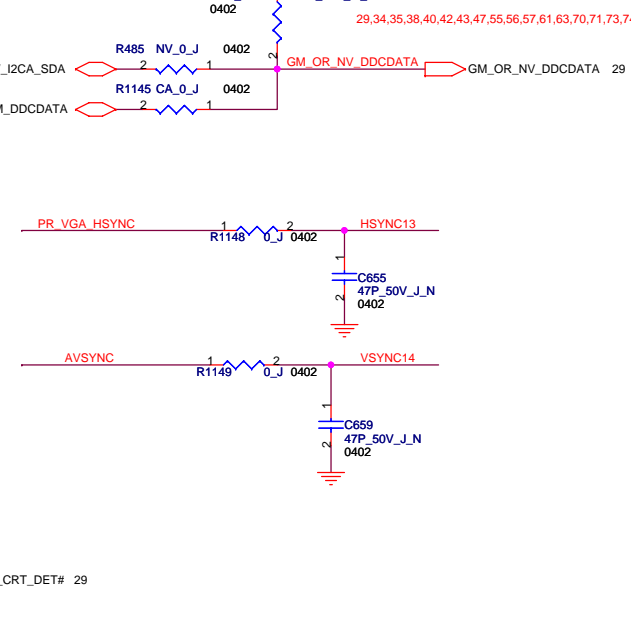 0402
29,34,35,38,40,42,43,47,55,56,57,61,63,70,71,73,74
2
R485 NV_0_J 0402
_I2CA_SDA 2 1 GM_OR_NV_DDCDATA GM_OR_NV_DDCDATA 29
R1145 CA_0_J 0402
M_DDCDATA 2 1
PR_VGA_HSYNC 1 2 HSYNC13
R1148 0_J 0402
1
C655
47P_50V_J_N
2
0402
AVSYNC 1 2 VSYNC14
R1149 0_J 0402
1
C659
47P_50V_J_N
2
0402
_CRT_DET# 29